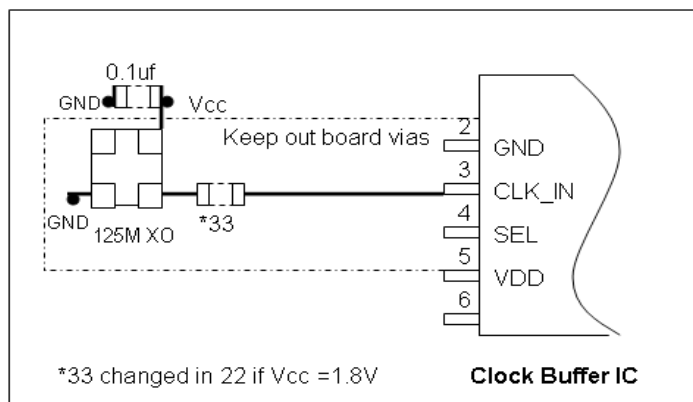 0.1uf
GND
Vcc
Keep out board vias
2
GND
3
CLK_IN
*33
4
SEL
GND
125M XO
5
VDD
6
*33 changed in 22 if Vcc =1.8V
Clock Buffer IC